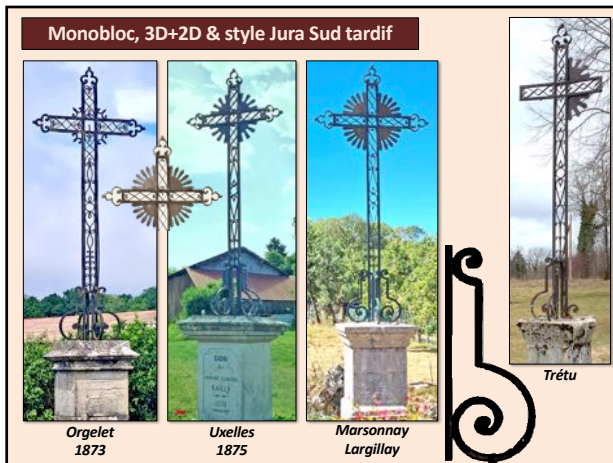 Monobloc, 3D+2D & style Jura Sud tardif
DON
Orgelet
1873
Uxelles
1875
Marsonnay
Largillay
Trétu